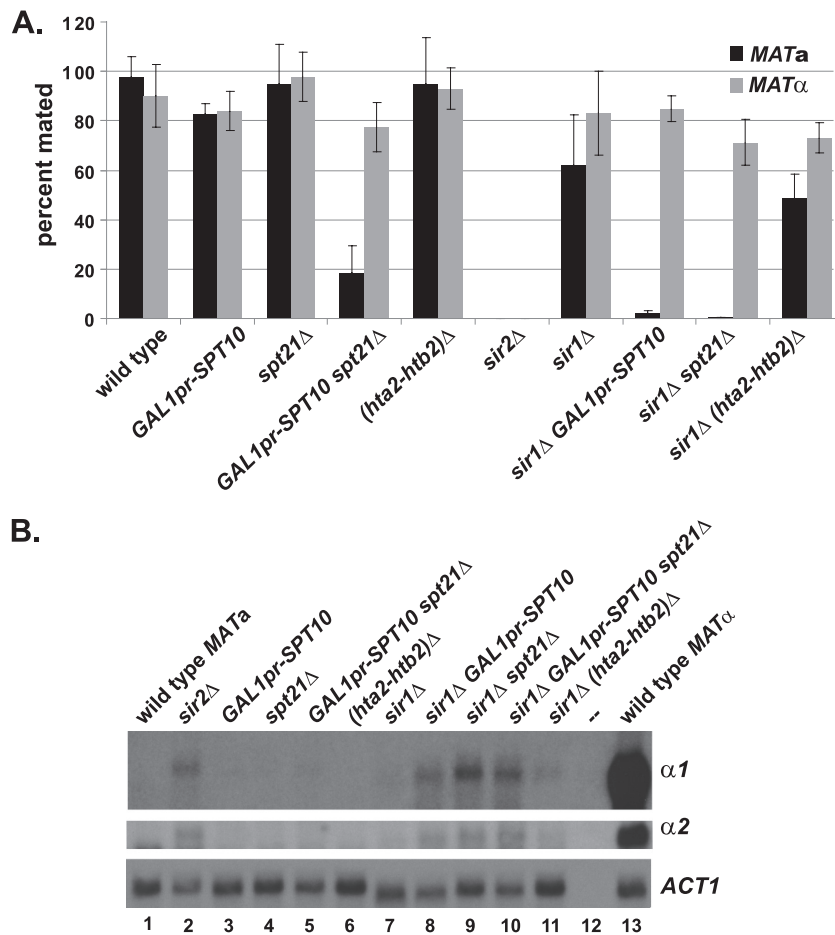 A.
percent mated
120
100
80
60
40
20
0
MATa
MATα
wild type
GAL1pr-SPT10
spt21Δ
GAL1pr-SPT10 spt21Δ
(hta2-htb2)Δ
sir2Δ
sir1Δ
sir1Δ GAL1pr-SPT10
sir1Δ spt21Δ
sir1Δ (hta2-htb2)Δ
B.
wild type MATa
sir2Δ
GAL1pr-SPT10
spt21Δ
GAL1pr-SPT10 spt21Δ
(hta2-htb2)Δ
sir1Δ
sir1Δ GAL1pr-SPT10
sir1Δ spt21Δ
sir1Δ GAL1pr-SPT10 spt21Δ
sir1Δ (hta2-htb2)Δ
--
wild type MATα
α1
α2
ACT1
1 2 3 4 5 6 7 8 9 10 11 12 13